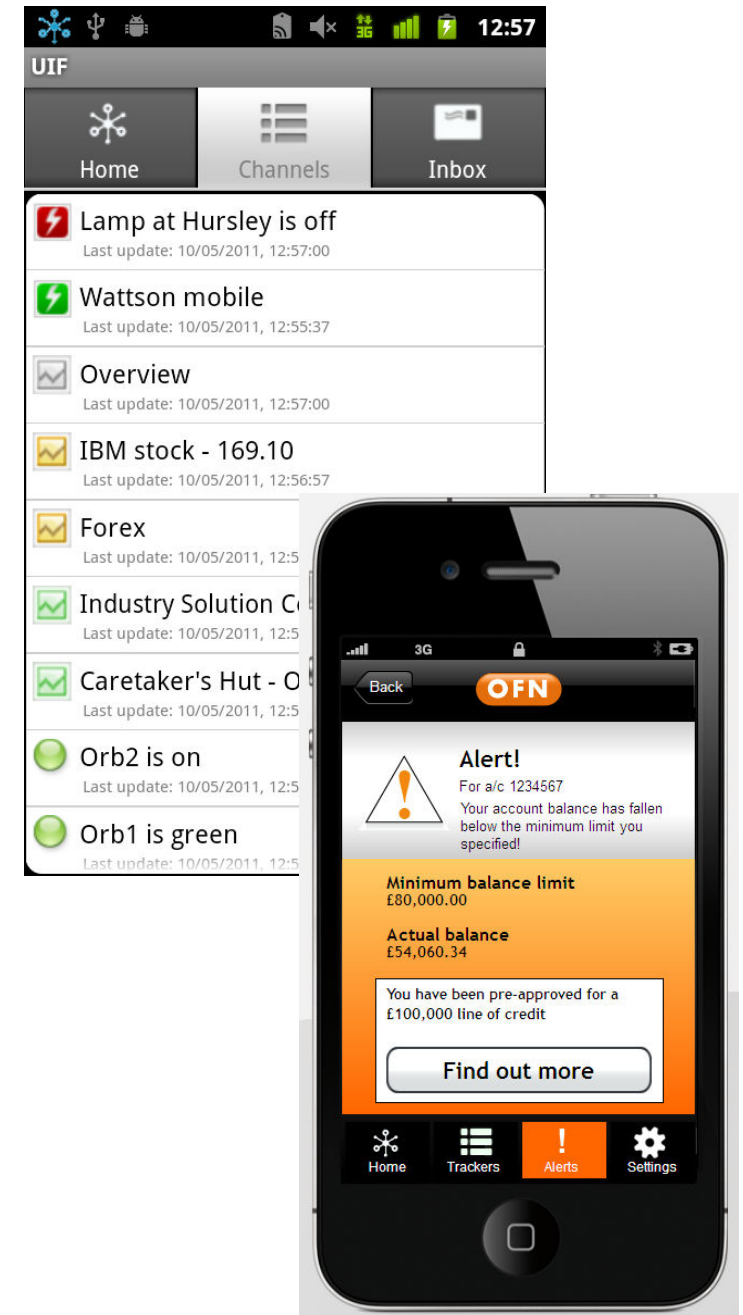 12:57
UIF
Home
Channels
Inbox
Lamp at Hursley is off
Last update: 10/05/2011, 12:57:00
Wattson mobile
Last update: 10/05/2011, 12:55:37
Overview
Last update: 10/05/2011, 12:57:00
IBM stock - 169.10
Last update: 10/05/2011, 12:56:57
Forex
Last update: 10/05/2011, 12:5
Industry Solution
Last update: 10/05/2011, 12:5
Caretaker's Hut - O
Last update: 10/05/2011, 12:5
Orb2 is on
Last update: 10/05/2011, 12:5
Orb1 is green
Last update: 10/05/2011, 12:5
3G
Back
OFN
Alert!
For a/c 1234567
Your account balance has fallen
below the minimum limit you
specified!
Minimum balance limit
£80,000.00
Actual balance
£54,060.34
You have been pre-approved for a
£100,000 line of credit
Find out more
Home
Trackers
Alerts
Settings